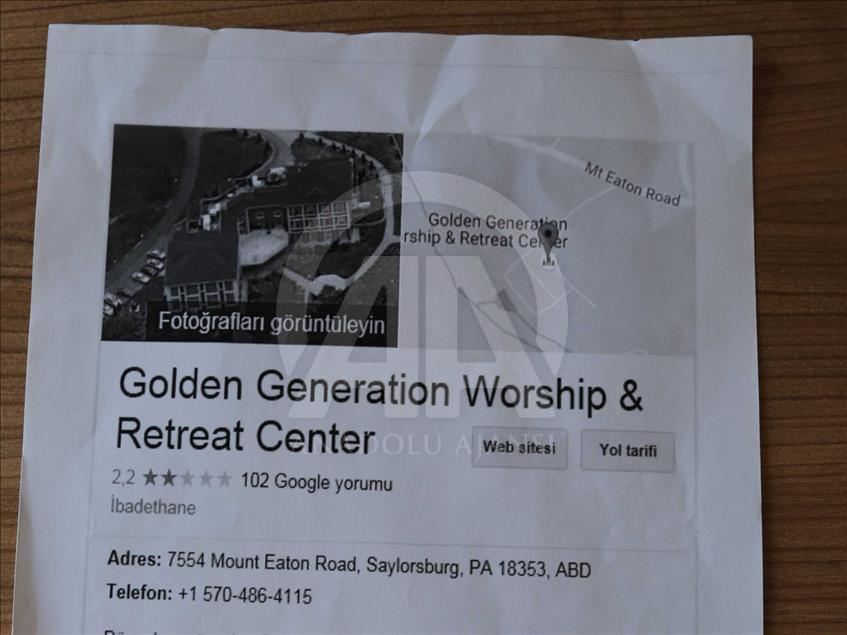 Mt Eaton Road
Golden Generation
rship & Retreat Center
Fotoğrafları görüntüleyin
Golden Generation Worship &
Retreat Center
Web sitesi
Yol tarifi
ANADOLU AJANSI
2,2 102 Google yorumu
İbadethane
Adres: 7554 Mount Eaton Road, Saylorsburg, PA 18353, ABD
Telefon: +1 570-486-4115